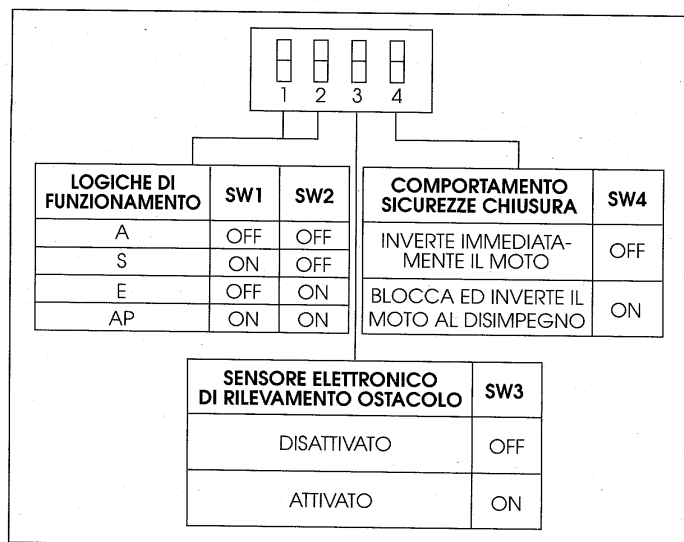 1 2 3 4
LOGICHE DI
FUNZIONAMENTO SW1 SW2
A OFF OFF
S ON OFF
E OFF ON
AP ON ON
COMPORTAMENTO
SICUREZZE CHIUSURA SW4
INVERTE IMMEDIATA-
MENTE IL MOTO OFF
BLOCCA ED INVERTE IL
MOTO AL DISIMPEGNO ON
SENSORE ELETTRONICO
DI RILEVAMENTO OSTACOLO SW3
DISATTIVATO OFF
ATTIVATO ON